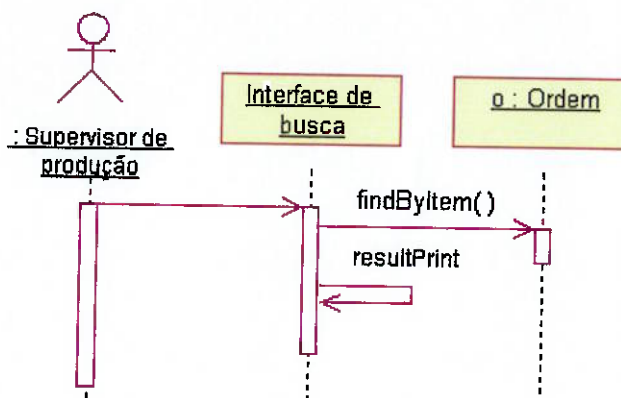 Interface de
busca
o : Ordem
: Supervisor de
produção
findByItem( )
resultPrint